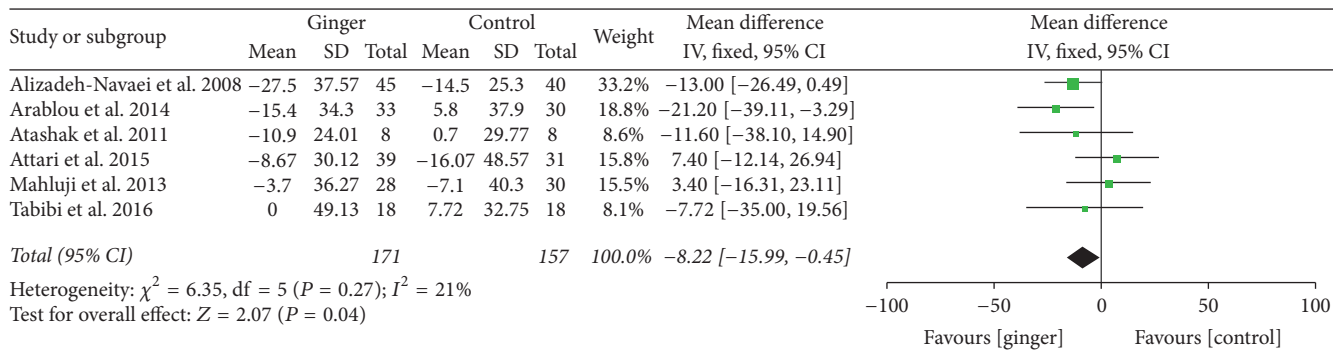 Ginger Control Mean difference Mean difference
Study or subgroup Weight
Mean SD Total Mean SD Total IV, fixed, 95% CI IV, fixed, 95% CI
Alizadeh-Navaei et al. 2008 −27.5 37.57 45 −14.5 25.3 40 33.2% −13.00 [−26.49, 0.49]
Arablou et al. 2014 −15.4 34.3 33 5.8 37.9 30 18.8% −21.20 [−39.11, −3.29]
Atashak et al. 2011 −10.9 24.01 8 0.7 29.77 8 8.6% −11.60 [−38.10, 14.90]
Attari et al. 2015 −8.67 30.12 39 −16.07 48.57 31 15.8% 7.40 [−12.14, 26.94]
Mahluji et al. 2013 −3.7 36.27 28 −7.1 40.3 30 15.5% 3.40 [−16.31, 23.11]
Tabibi et al. 2016 0 49.13 18 7.72 32.75 18 8.1% −7.72 [−35.00, 19.56]
Total (95% CI) 171 157 100.0% −8.22 [−15.99, −0.45]
Heterogeneity: χ² = 6.35, df = 5 (P = 0.27); I² = 21%
Test for overall effect: Z = 2.07 (P = 0.04)
−100 −50 0 50 100
Favours [ginger] Favours [control]